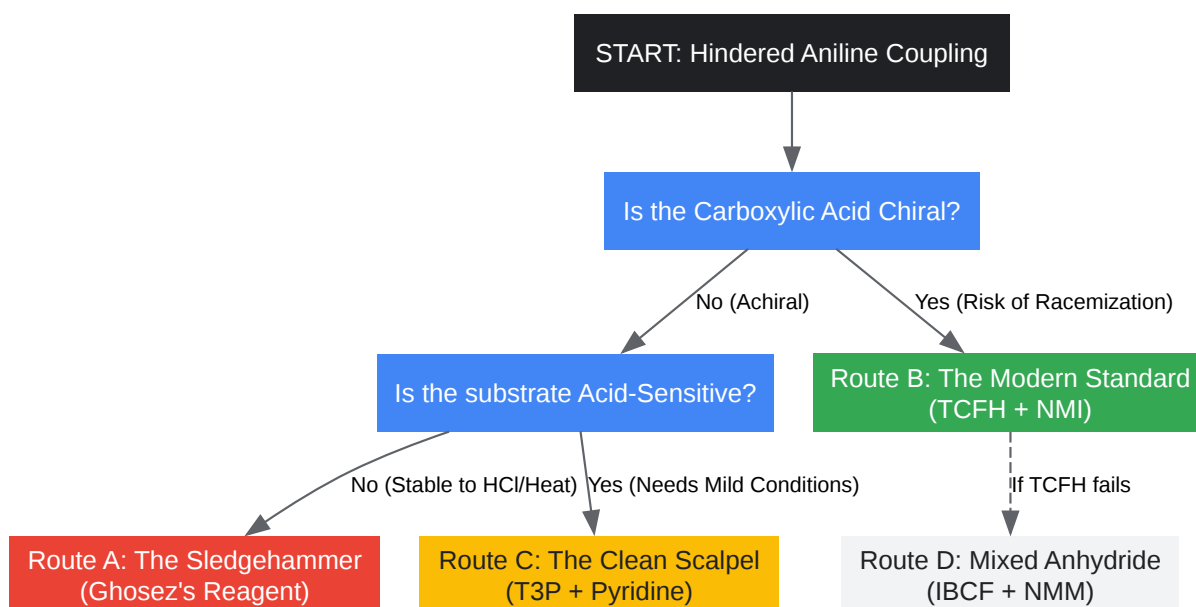 START: Hindered Aniline Coupling
Is the Carboxylic Acid Chiral?
No (Achiral)
Yes (Risk of Racemization)
Is the substrate Acid-Sensitive?
Route B: The Modern Standard
(TCFH + NMI)
No (Stable to HCl/Heat)
Yes (Needs Mild Conditions)
If TCFH fails
Route A: The Sledgehammer
(Ghosez's Reagent)
Route C: The Clean Scalpel
(T3P + Pyridine)
Route D: Mixed Anhydride
(IBCF + NMM)